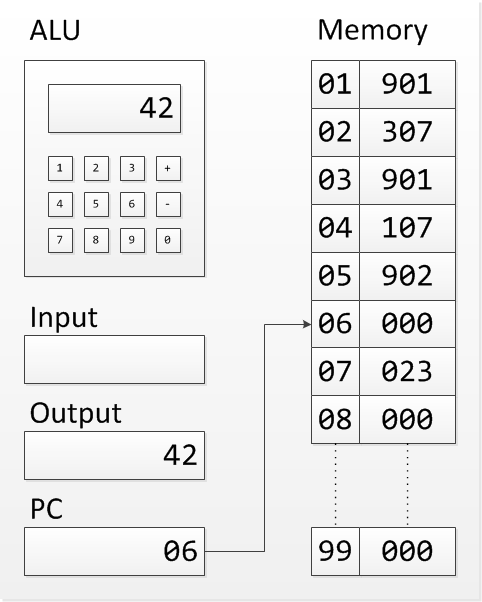 ALU
42
1 2 3 +
4 5 6 -
7 8 9 0
Input
Output
42
PC
06
Memory
01 901
02 307
03 901
04 107
05 902
06 000
07 023
08 000
99 000